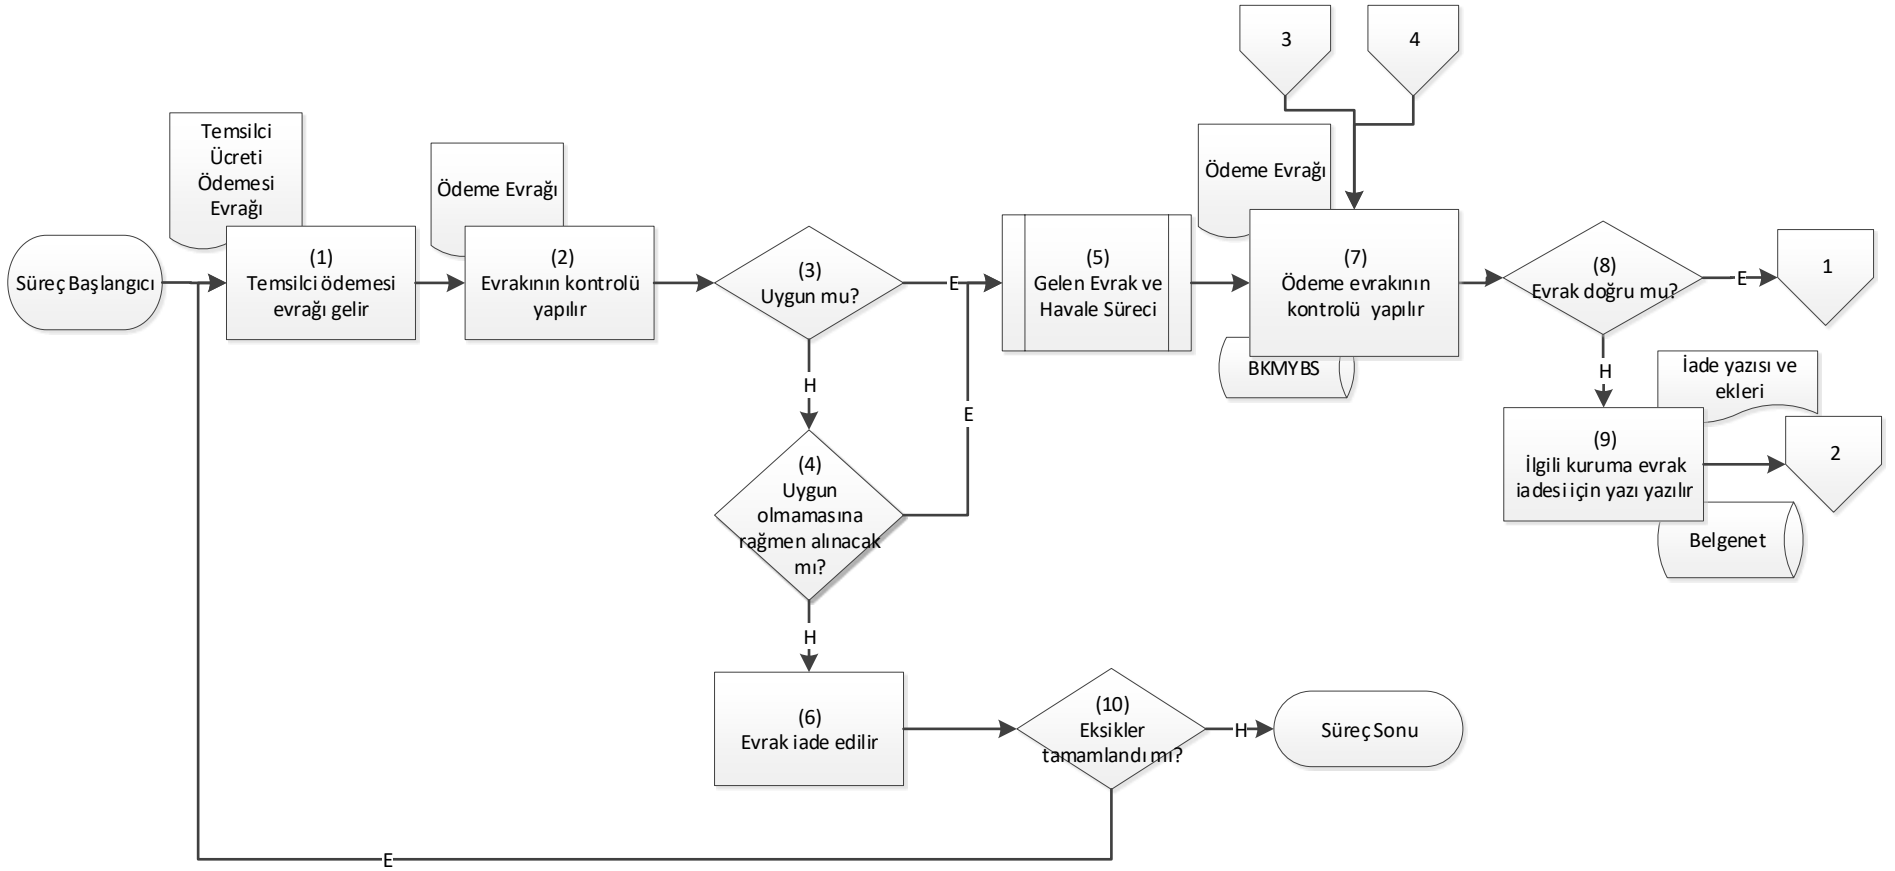 3
4
Temsilci
Ücreti
Ödemesi
Evrağı
Ödeme Evrağı
Ödeme Evrağı
Süreç Başlangıcı
(1)
Temsilci ödemesi
evrağı gelir
(2)
Evrakının kontrolü
yapılır
(3)
Uygun mu?
E
(5)
Gelen Evrak ve
Havale Süreci
(7)
Ödeme evrakının
kontrolü yapılır
BKMYBS
(8)
Evrak doğru mu?
E
1
H
H
E
İade yazısı ve
ekleri
(9)
İlgili kuruma evrak
iadesi için yazı yazılır
2
Belgenet
(4)
Uygun
olmamasına
rağmen alınacak
mı?
H
(6)
Evrak iade edilir
(10)
Eksikler
tamamlandı mı?
H
Süreç Sonu
E